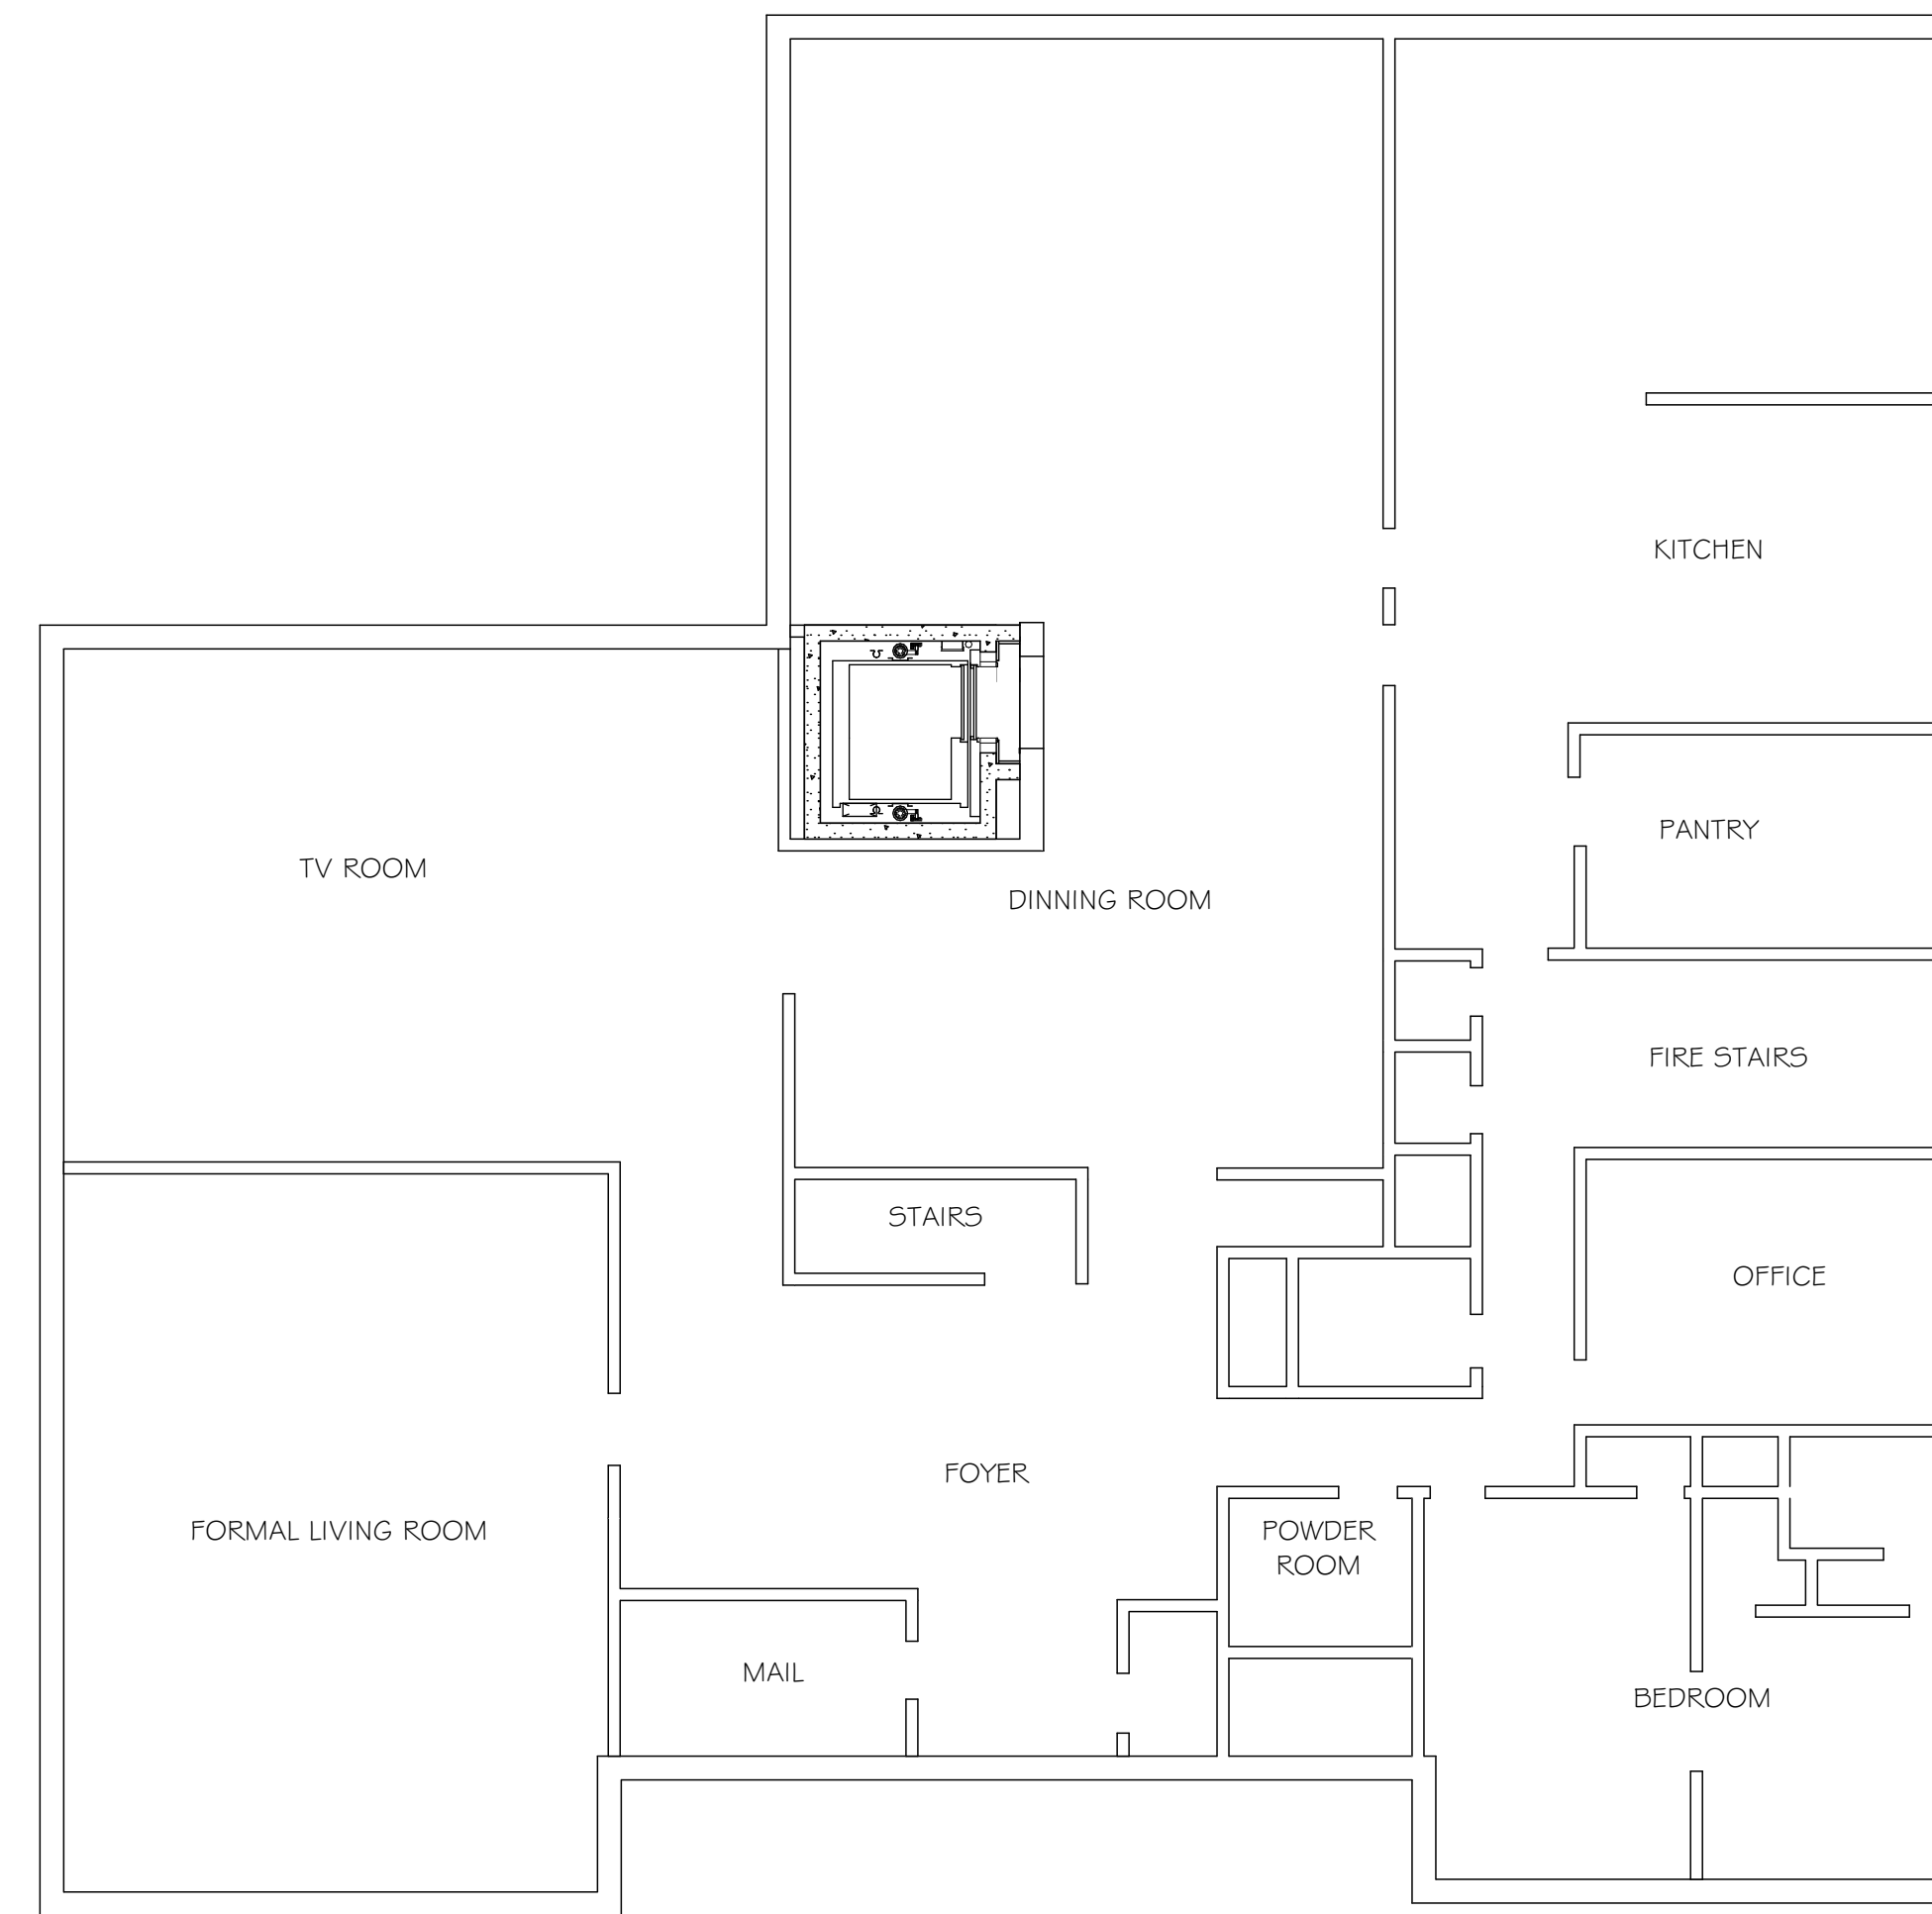 KITCHEN
PANTRY
TV ROOM
DINNING ROOM
FIRE STAIRS
STAIRS
OFFICE
FOYER
FORMAL LIVING ROOM
POWDER
ROOM
MAIL
BEDROOM